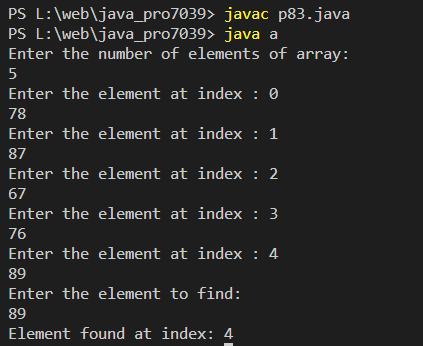 PS L:\web\java_pro7039> javac p83.java
PS L:\web\java_pro7039> java a
Enter the number of elements of array:
5
Enter the element at index : 0
78
Enter the element at index : 1
87
Enter the element at index : 2
67
Enter the element at index : 3
76
Enter the element at index : 4
89
Enter the element to find:
89
Element found at index: 4